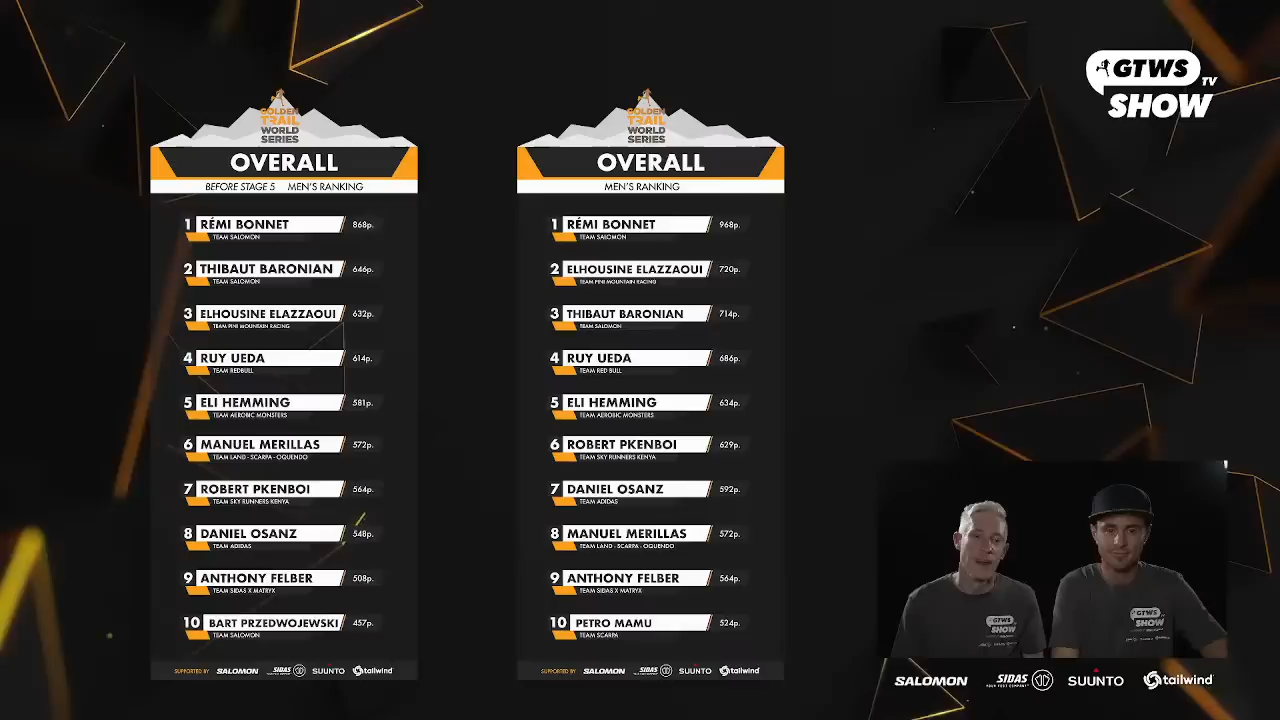 GTWS TV
SHOW
GOLDEN
TRAIL
WORLD
SERIES
OVERALL
BEFORE STAGE 5 MEN'S RANKING
1 RÉMI BONNET 868p.
TEAM SALOMON
2 THIBAUT BARONIAN 646p.
TEAM SALOMON
3 ELHOUSINE ELAZZAOUI 632p.
TEAM PINI MOUNTAIN RACING
4 RUY UEDA 614p.
TEAM REDBULL
5 ELI HEMMING 581p.
TEAM AEROBIC MONSTERS
6 MANUEL MERILLAS 572p.
TEAM LAND - SCARPA - OQUENDO
7 ROBERT PKENBOI 564p.
TEAM SKY RUNNERS KENYA
8 DANIEL OSANZ 548p.
TEAM ADIDAS
9 ANTHONY FELBER 508p.
TEAM SIDAS X MATRYX
10 BART PRZEDWOJEWSKI 457p.
TEAM SALOMON
SUPPORTED BY SALOMON SIDAS SUUNTO tailwind
GOLDEN
TRAIL
WORLD
SERIES
OVERALL
MEN'S RANKING
1 RÉMI BONNET 968p.
TEAM SALOMON
2 ELHOUSINE ELAZZAOUI 720p.
TEAM PINI MOUNTAIN RACING
3 THIBAUT BARONIAN 714p.
TEAM SALOMON
4 RUY UEDA 686p.
TEAM RED BULL
5 ELI HEMMING 634p.
TEAM AEROBIC MONSTERS
6 ROBERT PKENBOI 629p.
TEAM SKY RUNNERS KENYA
7 DANIEL OSANZ 592p.
TEAM ADIDAS
8 MANUEL MERILLAS 572p.
TEAM LAND - SCARPA - OQUENDO
9 ANTHONY FELBER 564p.
TEAM SIDAS X MATRYX
10 PETRO MAMU 524p.
TEAM SCARPA
SUPPORTED BY SALOMON SIDAS SUUNTO tailwind
GTWS
SHOW
GTWS
SHOW
SALOMON SIDAS SUUNTO tailwind
YOUR FOOT COMPANY